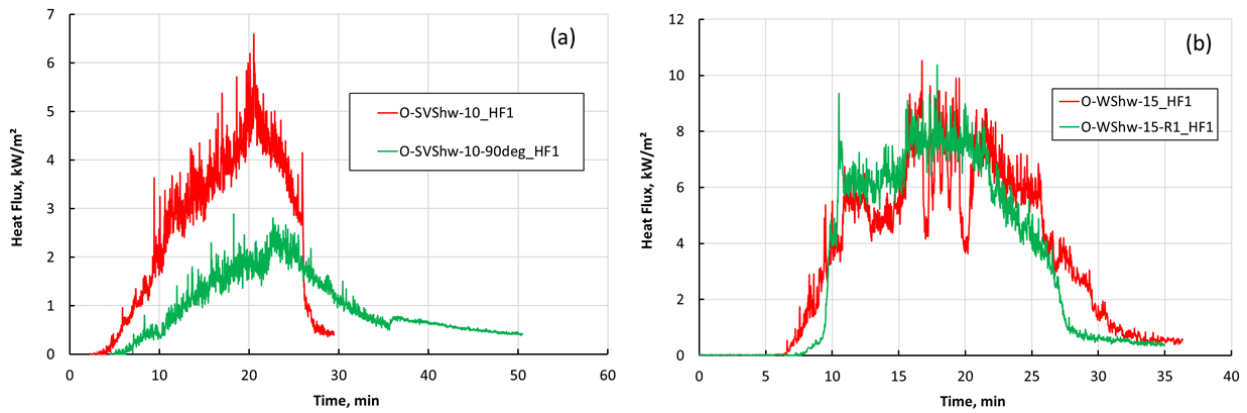 (a)
Heat Flux, kW/m²
7
6
5
4
3
2
1
0
O-SVShw-10_HF1
O-SVShw-10-90deg_HF1
0 10 20 30 40 50 60
Time, min
(b)
Heat Flux, kW/m²
12
10
8
6
4
2
0
O-WShw-15_HF1
O-WShw-15-R1_HF1
0 5 10 15 20 25 30 35 40
Time, min